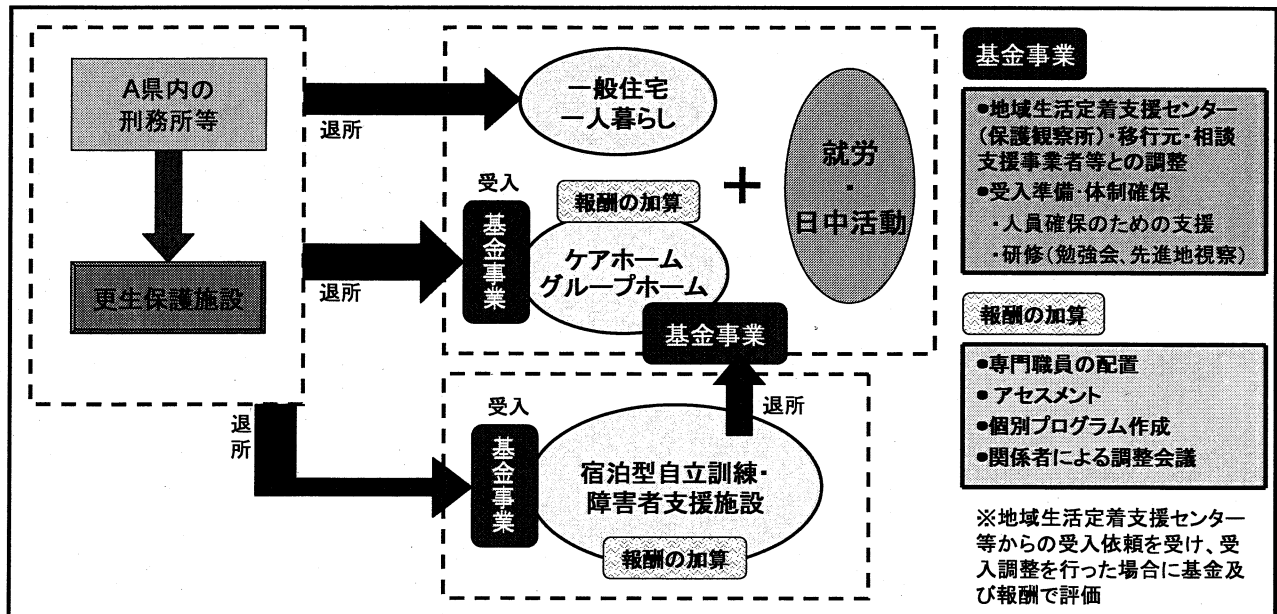 A県内の
刑務所等
更生保護施設
退所
退所
退
所
一般住宅
一人暮らし
受入
基金事業
報酬の加算
ケアホーム
グループホーム
基金事業
＋
就労
・
日中活動
退所
受入
基金事業
宿泊型自立訓練・
障害者支援施設
報酬の加算
基金事業
●地域生活定着支援センター
(保護観察所)・移行元・相談
支援事業者等との調整
●受入準備・体制確保
・人員確保のための支援
・研修(勉強会、先進地視察)
報酬の加算
●専門職員の配置
●アセスメント
●個別プログラム作成
●関係者による調整会議
※地域生活定着支援センター
等からの受入依頼を受け、受
入調整を行った場合に基金及
び報酬で評価